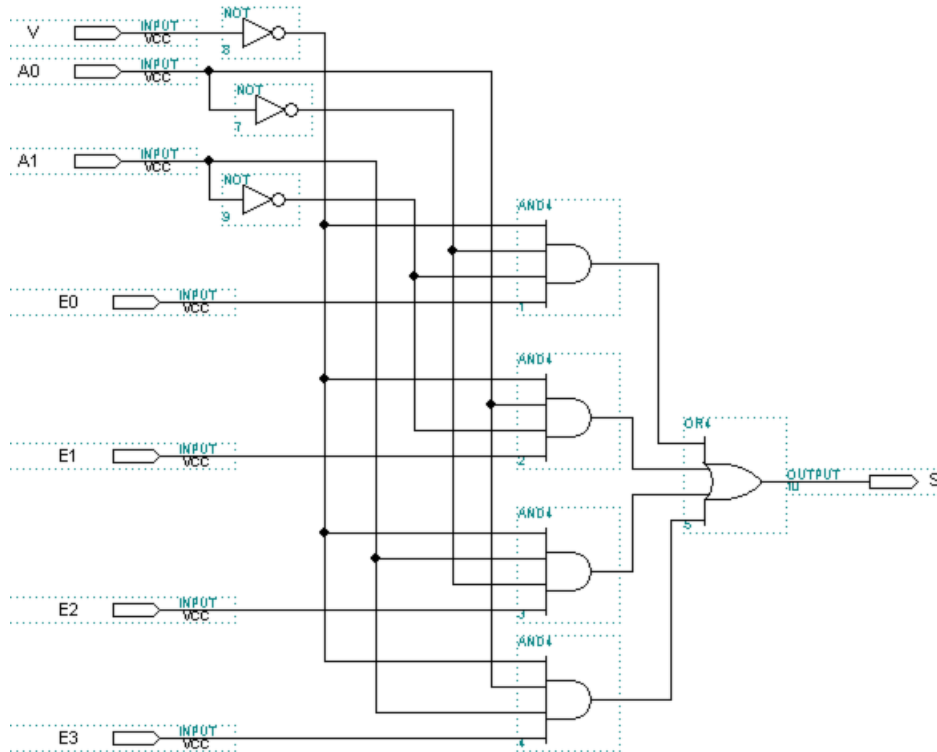 NOT
V INPUT
VCC
8
A0 INPUT
VCC
NOT
7
A1 INPUT
VCC
NOT
9
AND4
E0 INPUT
VCC
1
AND4
E1 INPUT
VCC
2
OR4
OUTPUT
10
S
5
AND4
E2 INPUT
VCC
3
AND4
E3 INPUT
VCC
4